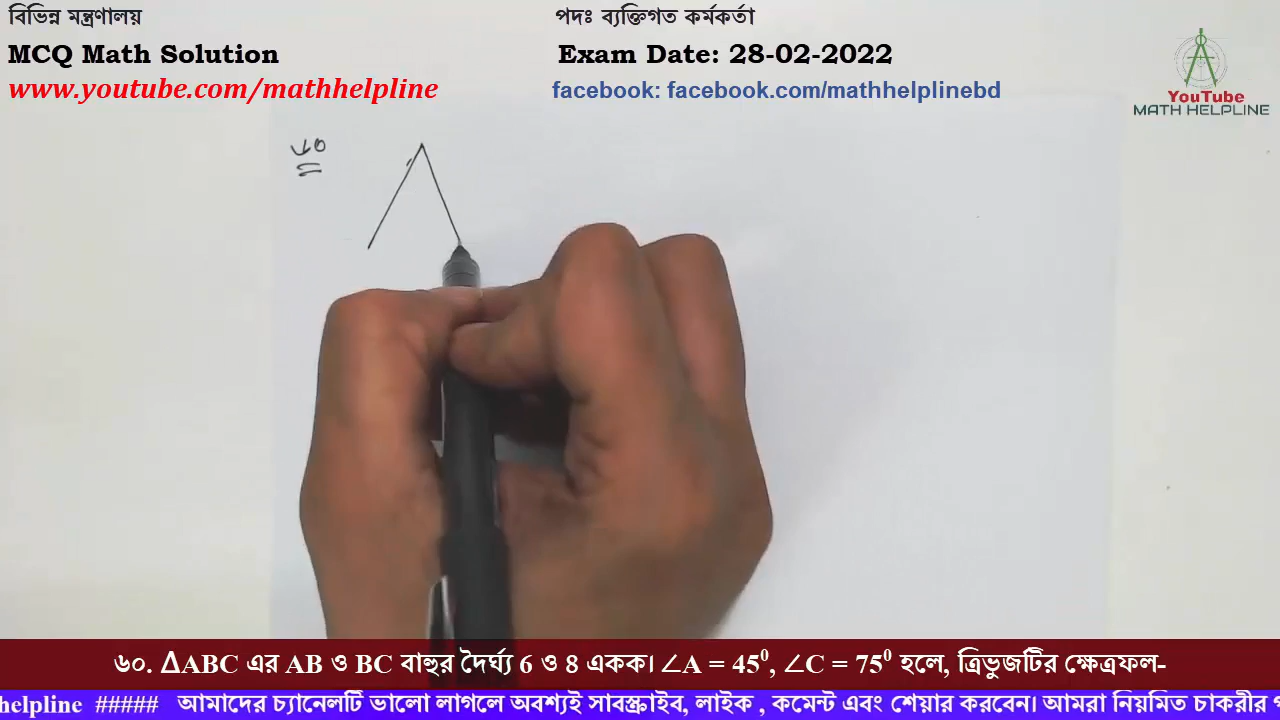 বিভিন্ন মন্ত্রণালয়
পদঃ ব্যক্তিগত কর্মকর্তা
MCQ Math Solution
Exam Date: 28-02-2022
www.youtube.com/mathhelpline
facebook: facebook.com/mathhelplinebd
YouTube
MATH HELPLINE
৬০
৬০. ΔABC এর AB ও BC বাহুর দৈর্ঘ্য 6 ও 8 একক। ∠A = 45⁰, ∠C = 75⁰ হলে, ত্রিভুজটির ক্ষেত্রফল-
helpline ##### আমাদের চ্যানেলটি ভালো লাগলে অবশ্যই সাবস্ক্রাইব, লাইক , কমেন্ট এবং শেয়ার করবেন। আমরা নিয়মিত চাকরীর